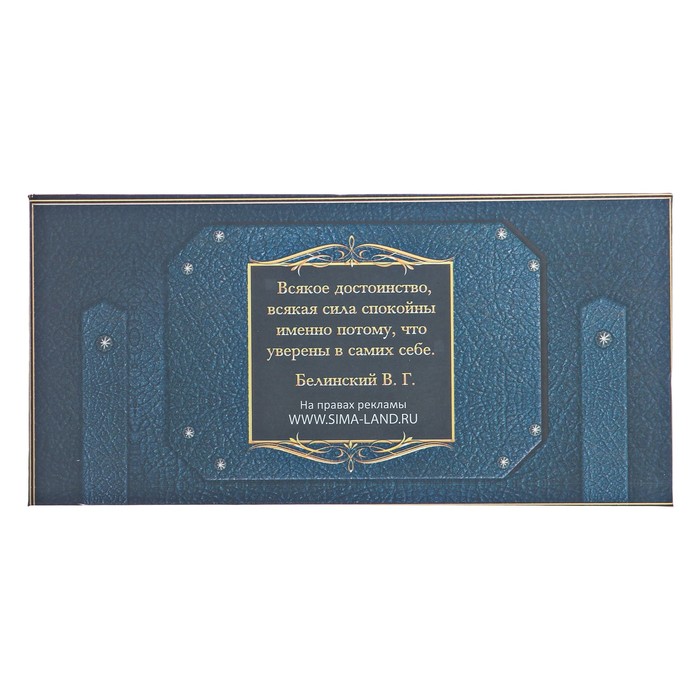 Всякое достоинство,
всякая сила спокойны
именно потому, что
уверены в самих себе.
Белинский В. Г.
На правах рекламы
WWW.SIMA-LAND.RU